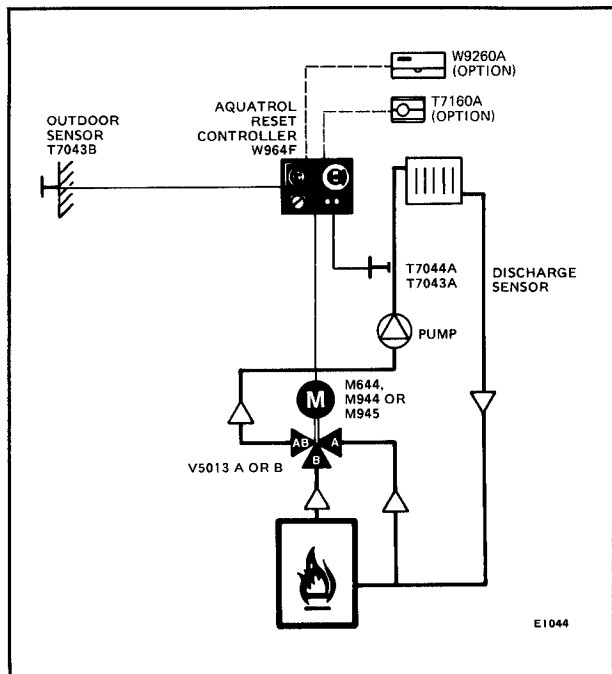 W9260A
(OPTION)
T7160A
(OPTION)
AQUATROL
RESET
CONTROLLER
W964F
OUTDOOR
SENSOR
T7043B
T7044A
T7043A
DISCHARGE
SENSOR
PUMP
M
M644,
M944 OR
M945
AB
A
B
V5013 A OR B
E1044